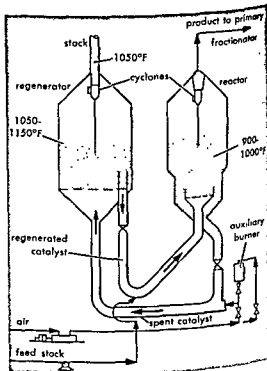 product to primary
fractionator
stack
1050°F
regenerator
cyclones
reactor
1050-
1150°F
900-
1000°F
auxiliary
burner
regenerated
catalyst
air
spent catalyst
feed stock